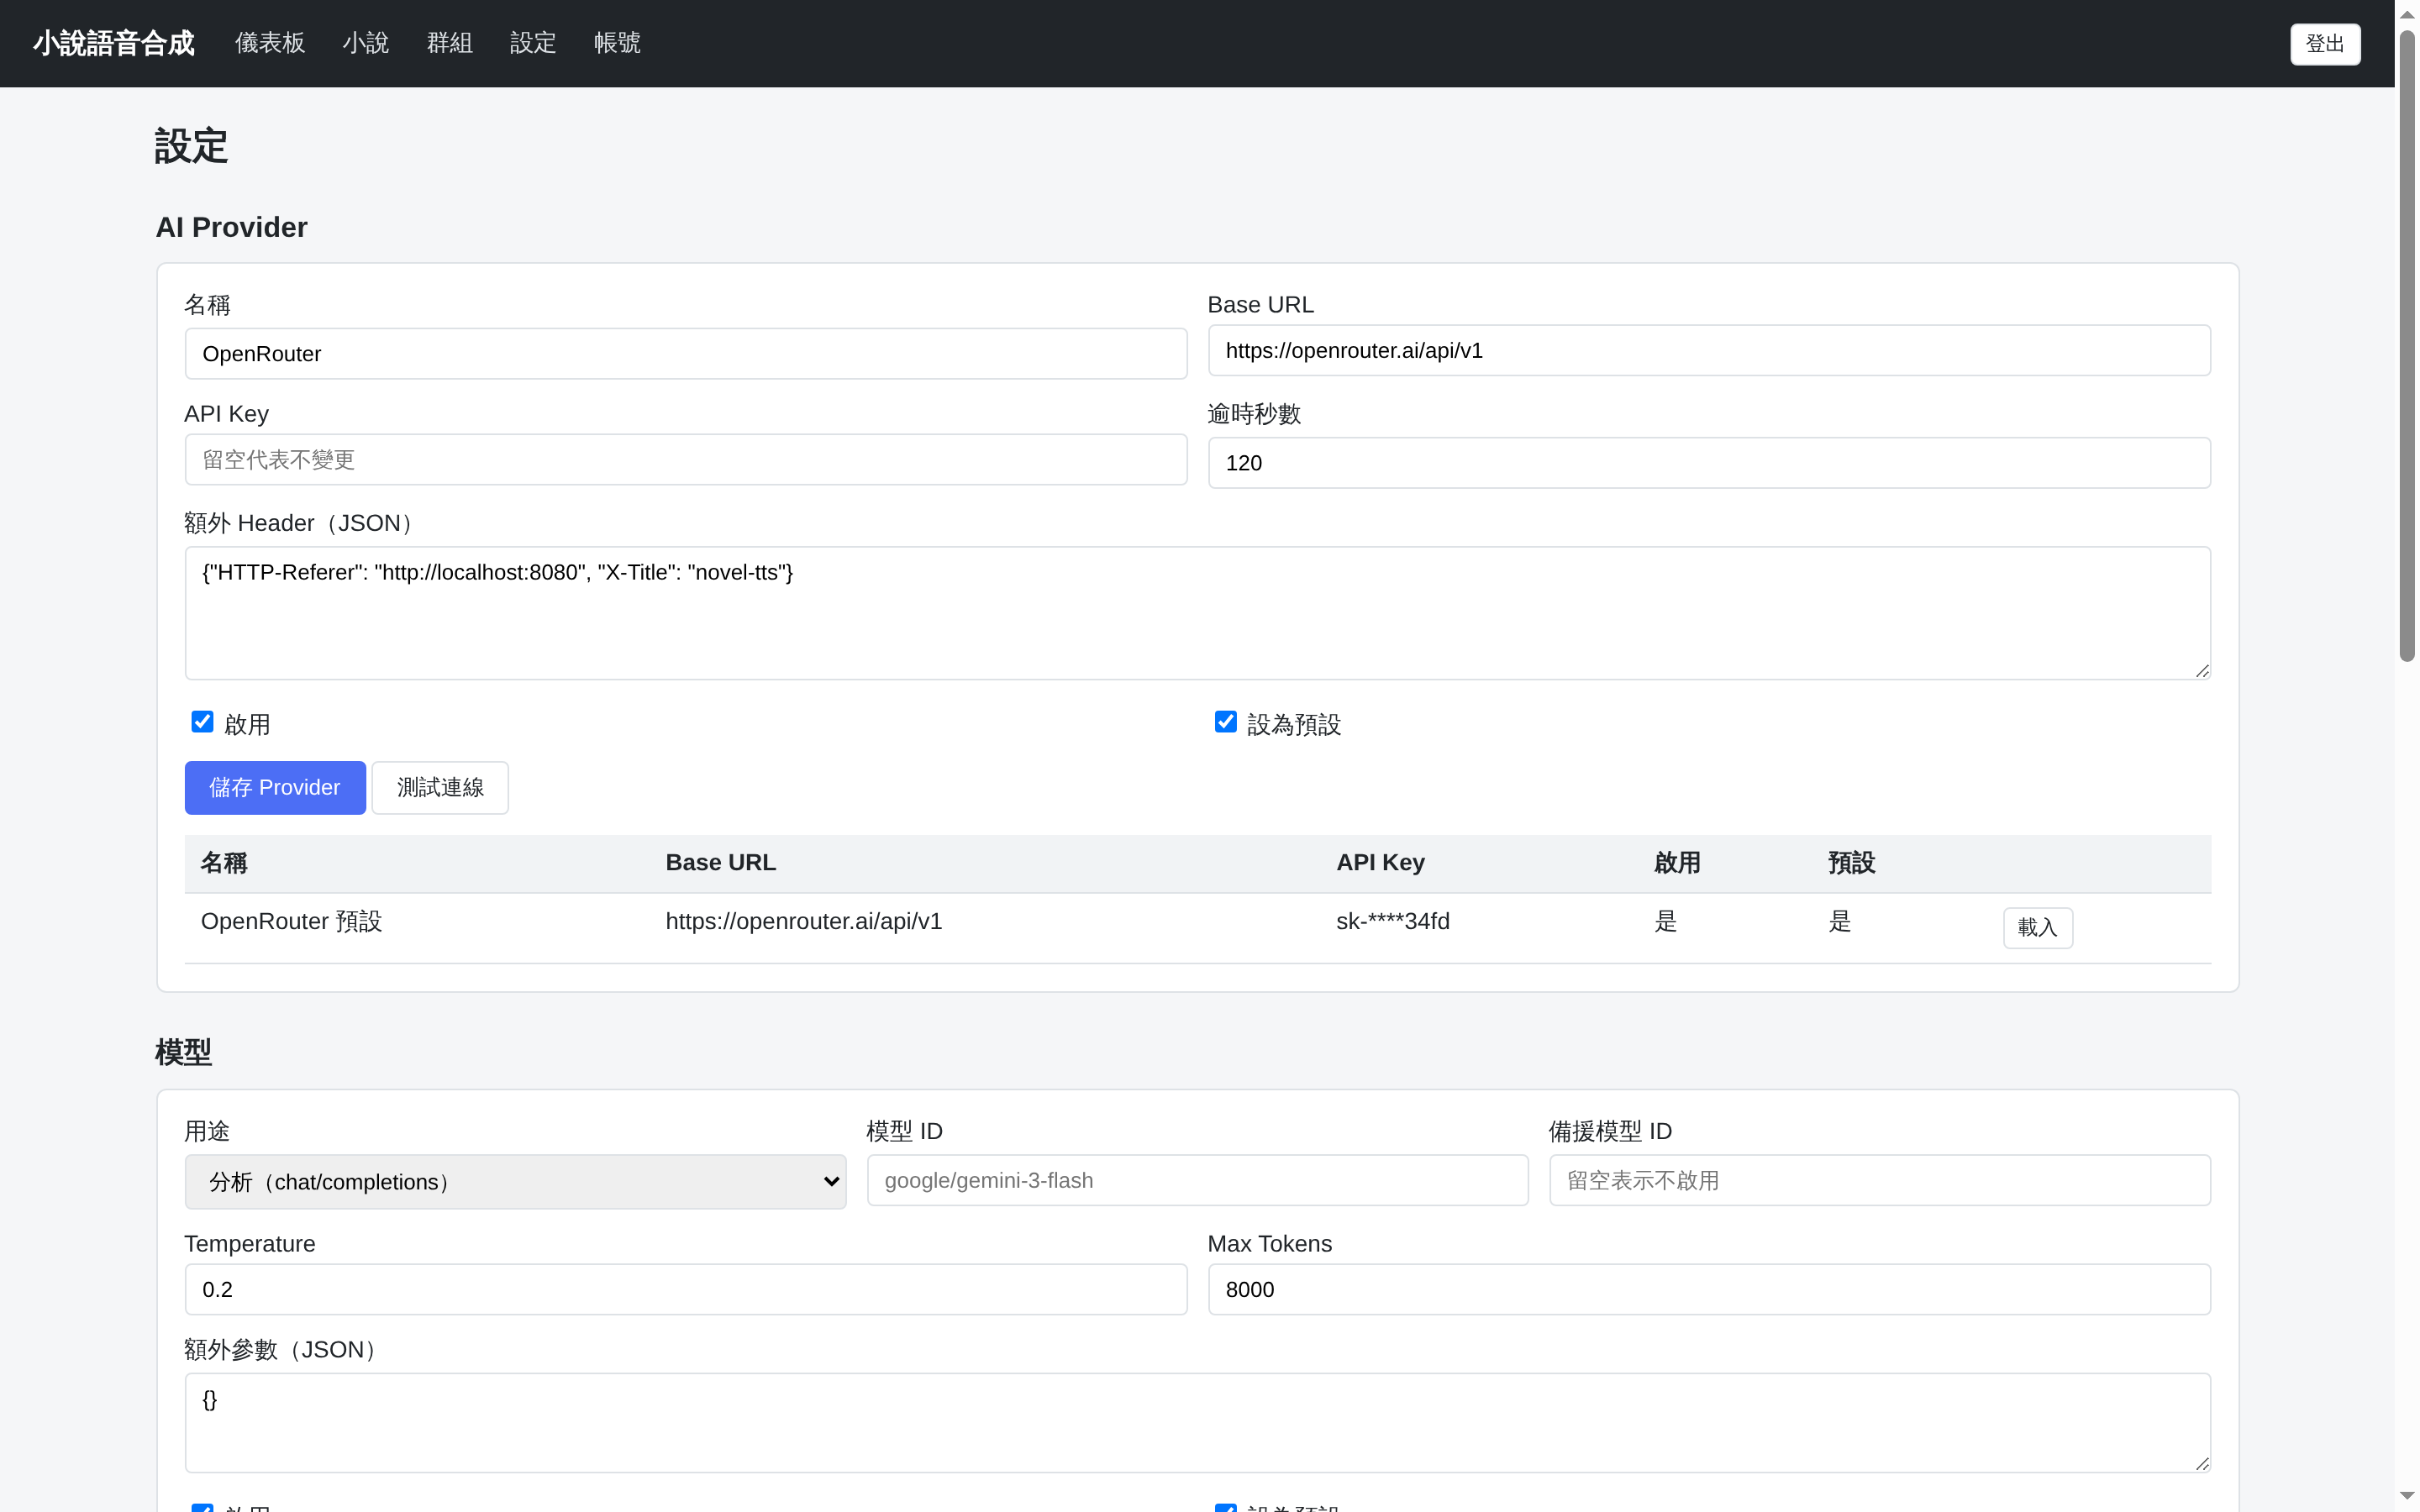 小說語音合成 儀表板 小說 群組 設定 帳號 登出
設定
AI Provider
名稱 Base URL
OpenRouter https://openrouter.ai/api/v1
API Key 逾時秒數
留空代表不變更 120
額外 Header（JSON）
{"HTTP-Referer": "http://localhost:8080", "X-Title": "novel-tts"}
啟用 設為預設
儲存 Provider 測試連線
名稱 Base URL API Key 啟用 預設
OpenRouter 預設 https://openrouter.ai/api/v1 sk-****34fd 是 是 載入
模型
用途 模型 ID 備援模型 ID
分析（chat/completions） google/gemini-3-flash 留空表示不啟用
Temperature Max Tokens
0.2 8000
額外參數（JSON）
{}
啟用 設為預設